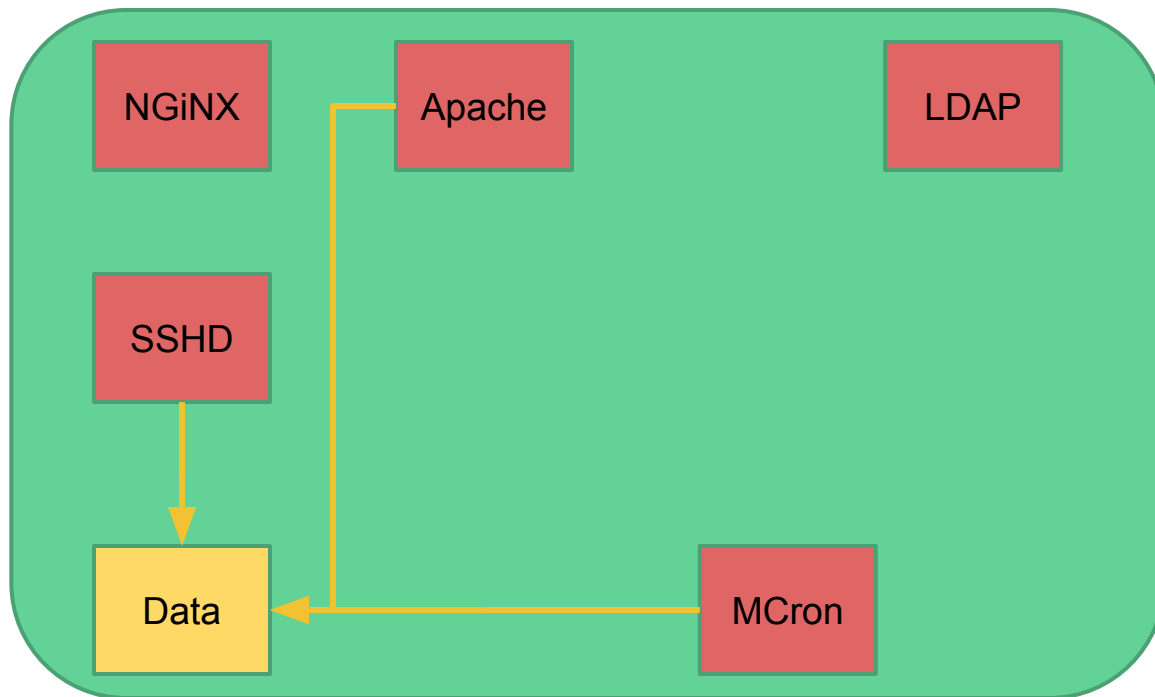 NGiNX
Apache
LDAP
SSHD
Data
MCron